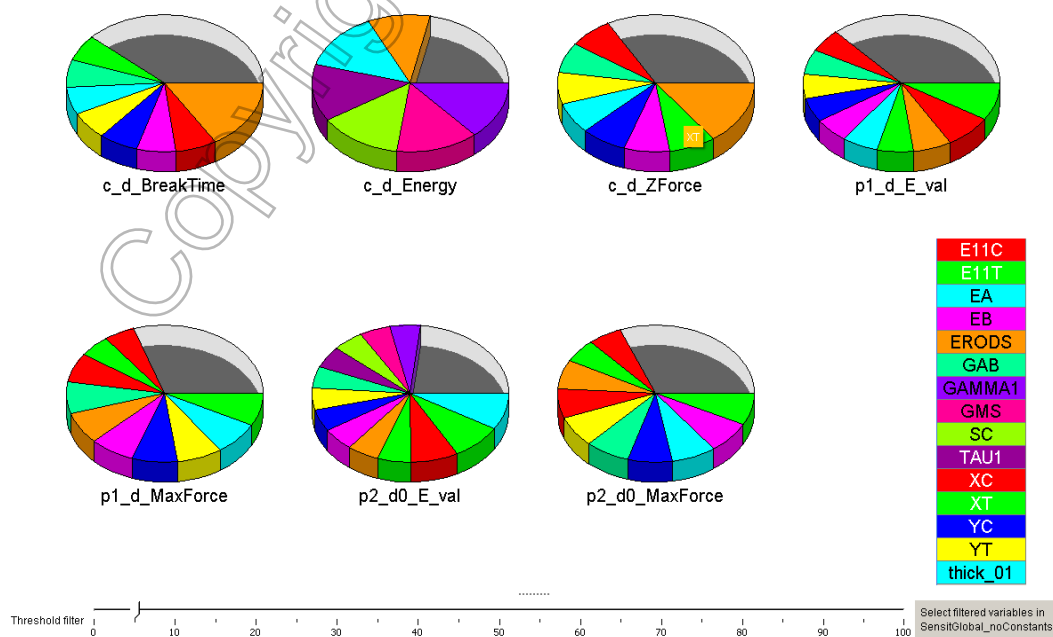 Copyrig
XT
c_d_BreakTime
c_d_Energy
c_d_ZForce
p1_d_E_val
E11C
E11T
EA
EB
ERODS
GAB
GAMMA1
GMS
SC
TAU1
XC
XT
YC
YT
thick_01
p1_d_MaxForce
p2_d0_E_val
p2_d0_MaxForce
Threshold filter
0 10 20 30 40 50 60 70 80 90 100
Select filtered variables in
SensitGlobal_noConstants